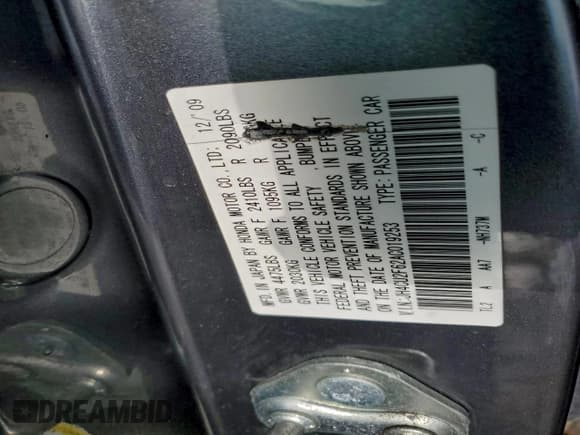 MFD. IN JAPAN BY HONDA MOTOR CO., LTD: 12/'09
GVWR 4475LBS GAWR F 2410LBS R 2090LBS
GVWR 2030KG GAWR F 1095KG R KG
THIS VEHICLE CONFORMS TO ALL APPLICABLE
FEDERAL MOTOR VEHICLE SAFETY, BUMPER,
AND THEFT PREVENTION STANDARDS IN EFFECT
ON THE DATE OF MANUFACTURE SHOWN ABOVE.
V.I.N:JH4CU2F62AC019253 TYPE:PASSENGER CAR
TL2 A AA7 -NH737M -A -C
DREAMBID